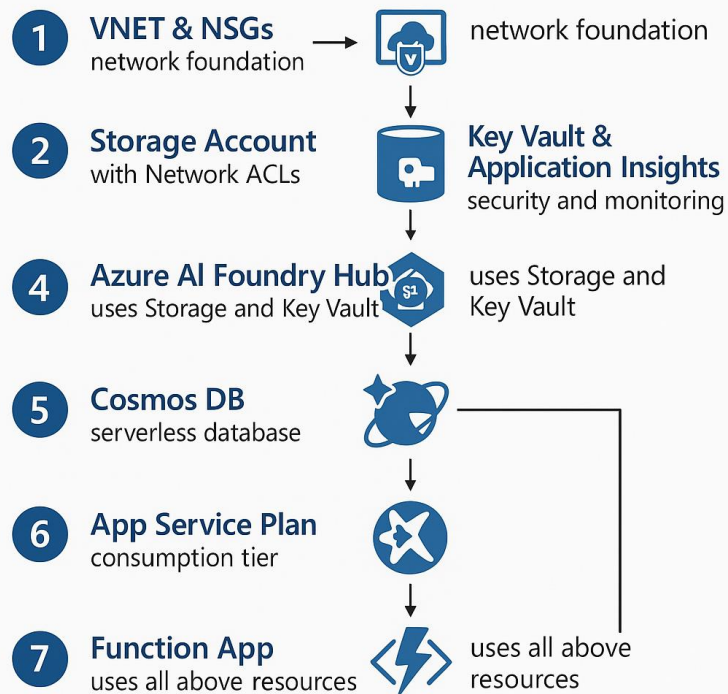 1
VNET & NSGs
network foundation
network foundation
2
Storage Account
with Network ACLs
Key Vault &
Application Insights
security and monitoring
4
Azure AI Foundry Hub
uses Storage and Key Vault
S1
uses Storage and
Key Vault
5
Cosmos DB
serverless database
6
App Service Plan
consumption tier
7
Function App
uses all above resources
uses all above
resources